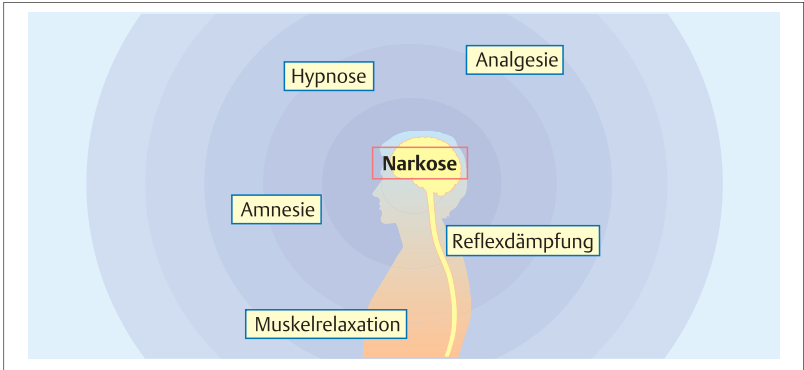 Analgesie
Hypnose
Narkose
Amnesie
Reflexdämpfung
Muskelrelaxation